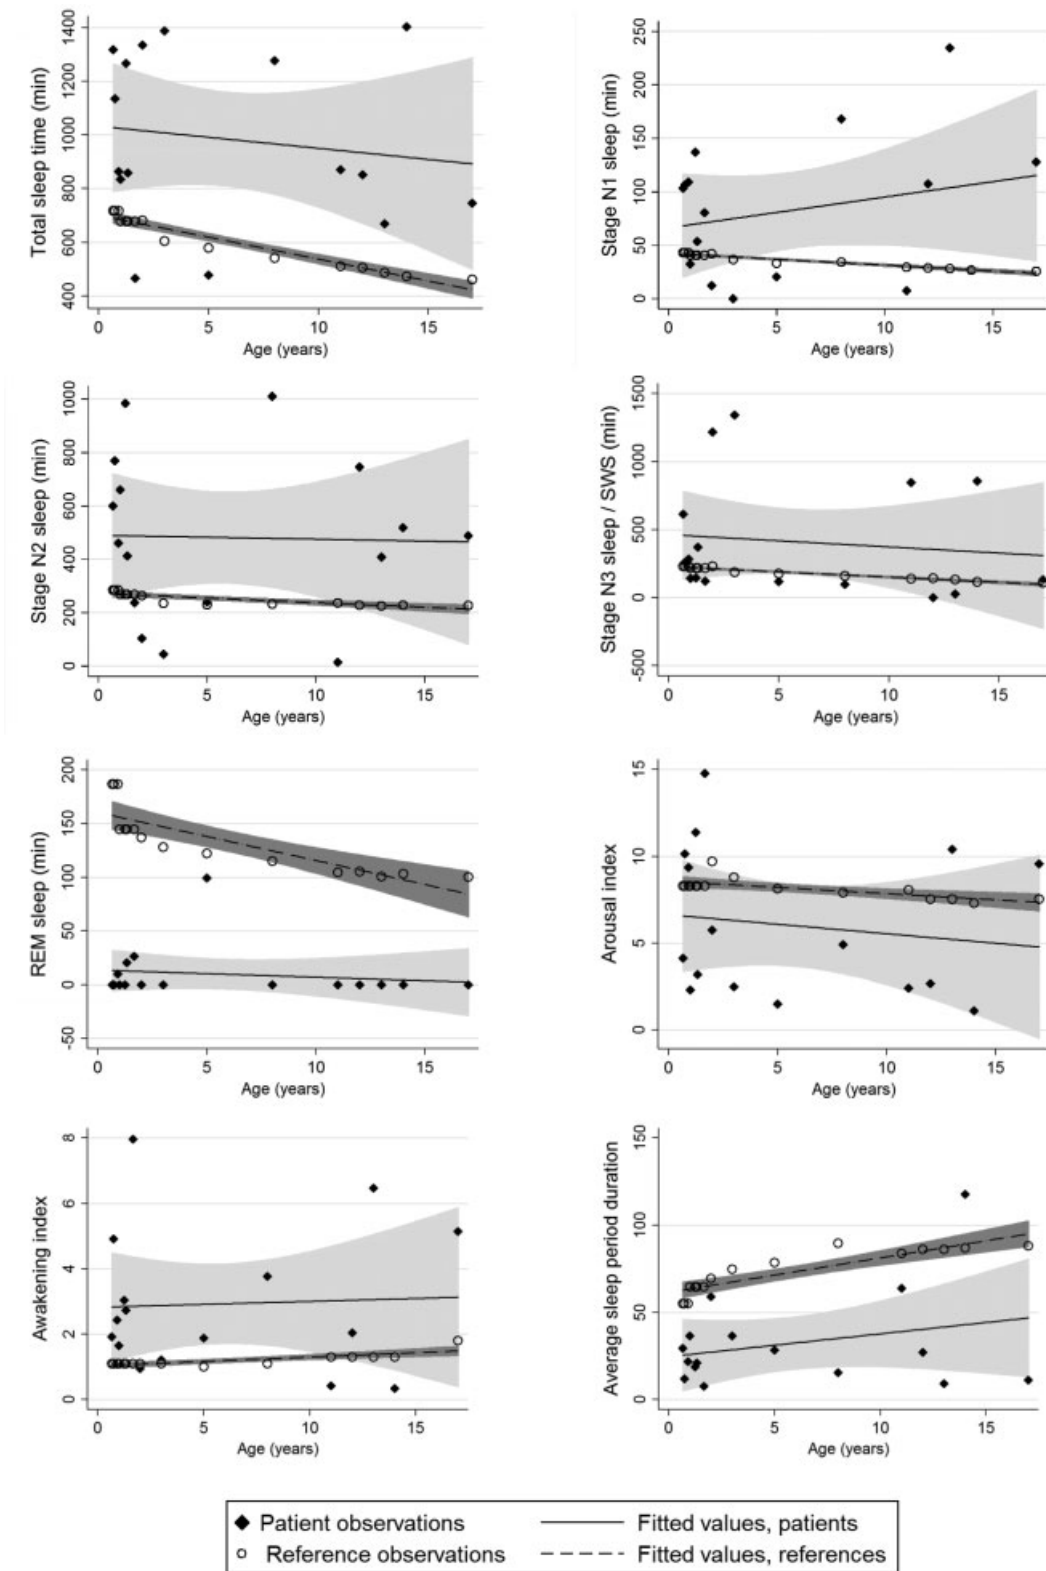 Total sleep time (min)
1400
1200
1000
800
600
400
0 5 10 15
Age (years)
Stage N1 sleep (min)
250
200
150
100
50
0
0 5 10 15
Age (years)
Stage N2 sleep (min)
1000
800
600
400
200
0
0 5 10 15
Age (years)
Stage N3 sleep / SWS (min)
1500
1000
500
0
-500
0 5 10 15
Age (years)
REM sleep (min)
200
150
100
50
0
-50
0 5 10 15
Age (years)
Arousal index
15
10
5
0
0 5 10 15
Age (years)
Awakening index
8
6
4
2
0
0 5 10 15
Age (years)
Average sleep period duration
150
100
50
0
0 5 10 15
Age (years)
Patient observations Fitted values, patients
Reference observations Fitted values, references